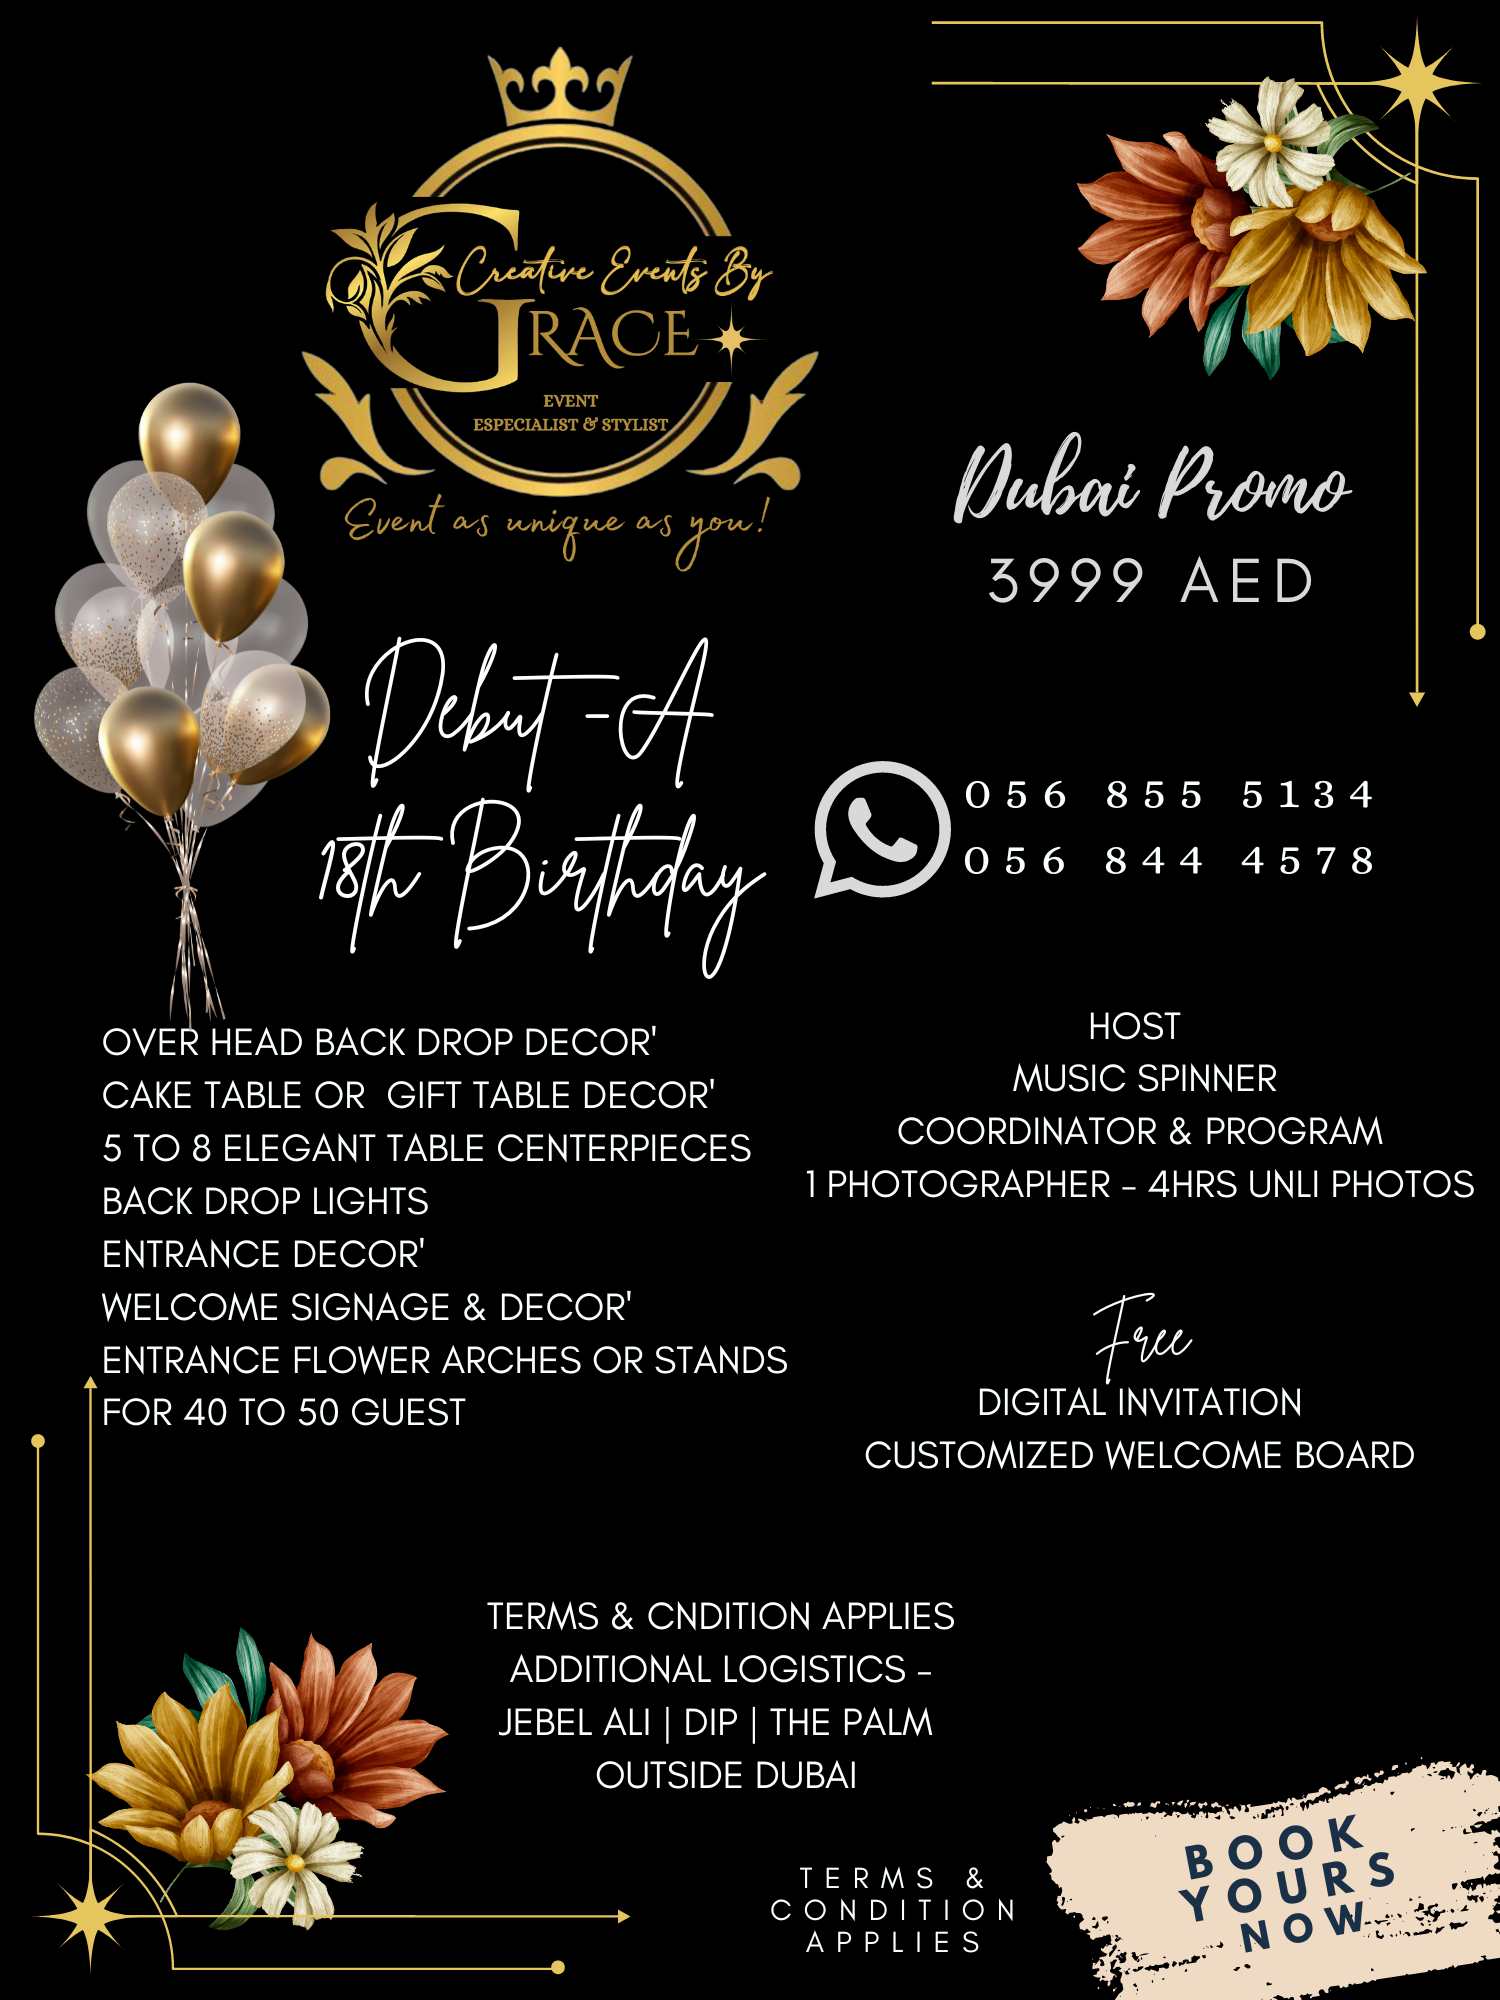 Creative Events By
GRACE
EVENT
ESPECIALIST & STYLIST
Event as unique as you!
Dubai Promo
3999 AED
Debut -A
18th Birthday
056 855 5134
056 844 4578
OVER HEAD BACK DROP DECOR'
CAKE TABLE OR GIFT TABLE DECOR'
5 TO 8 ELEGANT TABLE CENTERPIECES
BACK DROP LIGHTS
ENTRANCE DECOR'
WELCOME SIGNAGE & DECOR'
ENTRANCE FLOWER ARCHES OR STANDS
FOR 40 TO 50 GUEST
HOST
MUSIC SPINNER
COORDINATOR & PROGRAM
1 PHOTOGRAPHER - 4HRS UNLI PHOTOS
Free
DIGITAL INVITATION
CUSTOMIZED WELCOME BOARD
TERMS & CNDITION APPLIES
ADDITIONAL LOGISTICS -
JEBEL ALI | DIP | THE PALM
OUTSIDE DUBAI
TERMS &
CONDITION
APPLIES
BOOK
YOURS
NOW